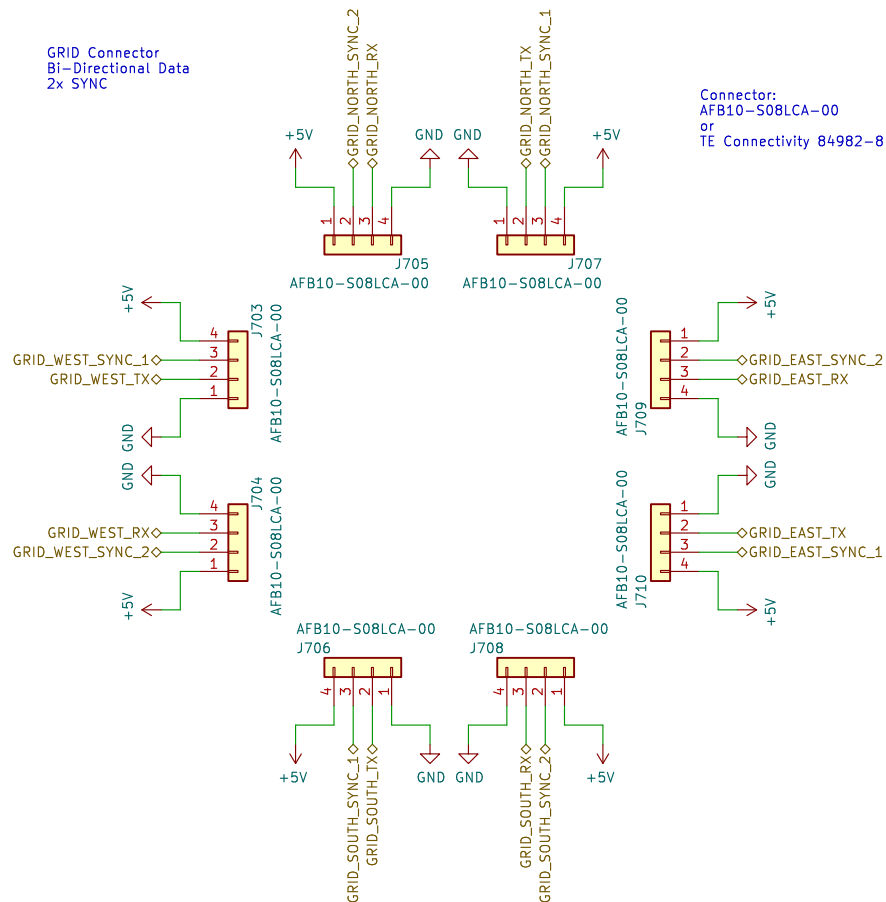 GRID Connector
Bi-Directional Data
2x SYNC
Connector:
AFB10-S08LCA-00
or
TE Connectivity 84982-8
+5V
GRID_NORTH_SYNC_2
GRID_NORTH_RX
GND
1
2
3
4
J705
AFB10-S08LCA-00
GND
GRID_NORTH_TX
GRID_NORTH_SYNC_1
+5V
1
2
3
4
J707
AFB10-S08LCA-00
+5V
GRID_WEST_SYNC_1
GRID_WEST_TX
GND
4
3
2
1
J703
AFB10-S08LCA-00
+5V
GRID_EAST_SYNC_2
GRID_EAST_RX
GND
1
2
3
4
J709
AFB10-S08LCA-00
GND
GRID_WEST_RX
GRID_WEST_SYNC_2
+5V
4
3
2
1
J704
AFB10-S08LCA-00
GND
GRID_EAST_TX
GRID_EAST_SYNC_1
+5V
1
2
3
4
J710
AFB10-S08LCA-00
AFB10-S08LCA-00
J706
4
3
2
1
+5V
GRID_SOUTH_SYNC_1
GRID_SOUTH_TX
GND
AFB10-S08LCA-00
J708
4
3
2
1
GND
GRID_SOUTH_RX
GRID_SOUTH_SYNC_2
+5V